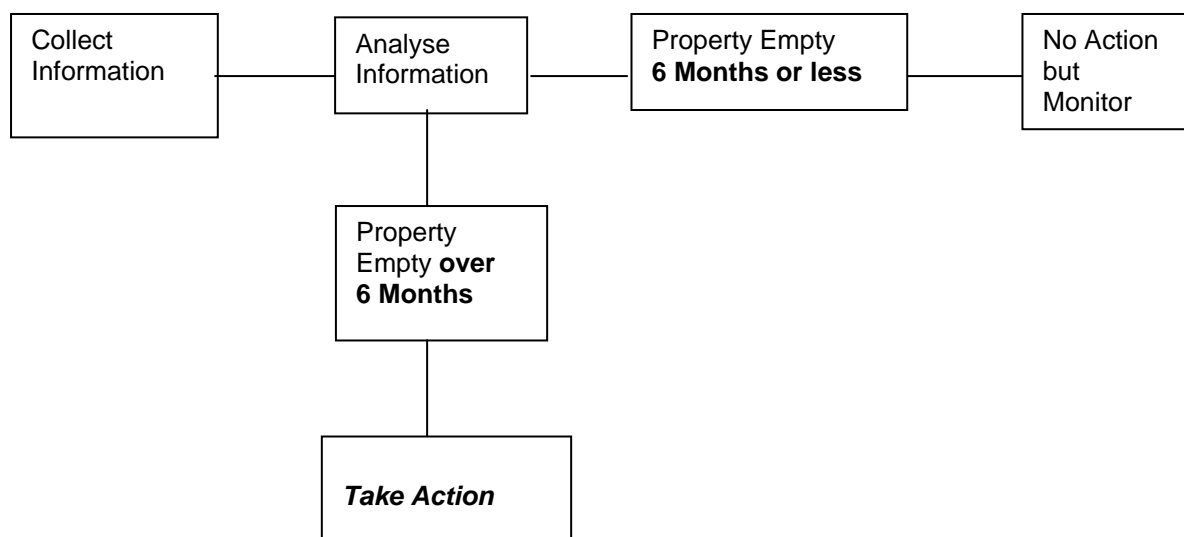 Collect
Information
Analyse
Information
Property Empty
6 Months or less
No Action
but
Monitor
Property
Empty over
6 Months
Take Action